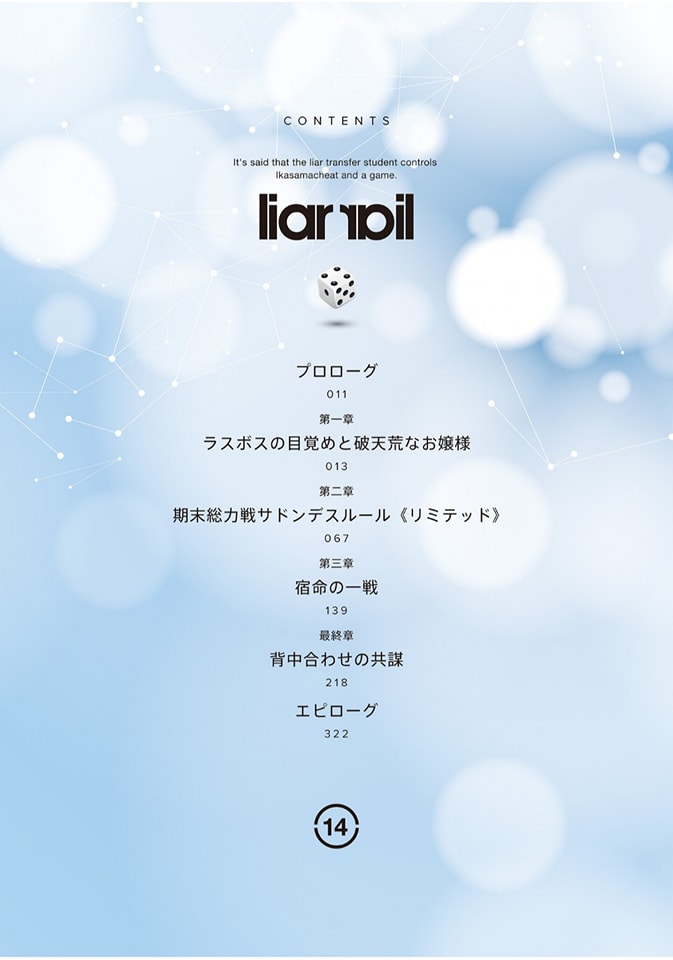 CONTENTS
It's said that the liar transfer student controls
Ikasamacheat and a game.
liar liar
プロローグ
011
第一章
ラスボスの目覚めと破天荒なお嬢様
013
第二章
期末総力戦サドンデスルール《リミテッド》
067
第三章
宿命の一戦
139
最終章
背中合わせの共謀
218
エピローグ
322
14